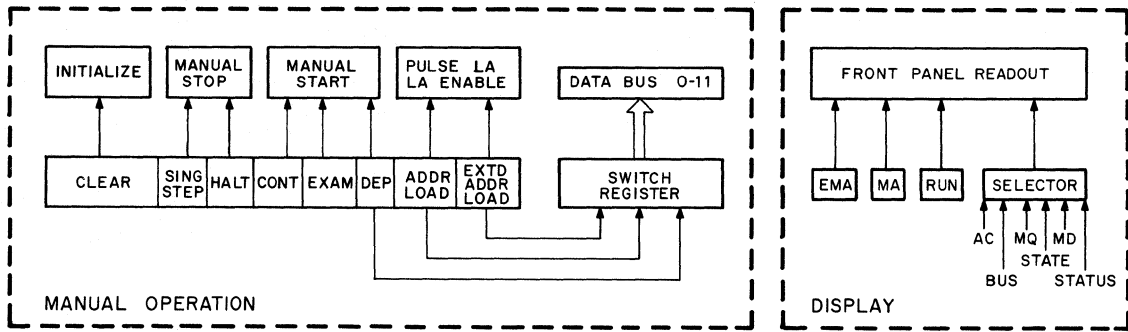 INITIALIZE
MANUAL
STOP
MANUAL
START
PULSE LA
LA ENABLE
DATA BUS 0-11
CLEAR
SING
STEP
HALT
CONT
EXAM
DEP
ADDR
LOAD
EXTD
ADDR
LOAD
SWITCH
REGISTER
MANUAL OPERATION
FRONT PANEL READOUT
EMA
MA
RUN
SELECTOR
AC
MQ
MD
STATE
BUS
STATUS
DISPLAY